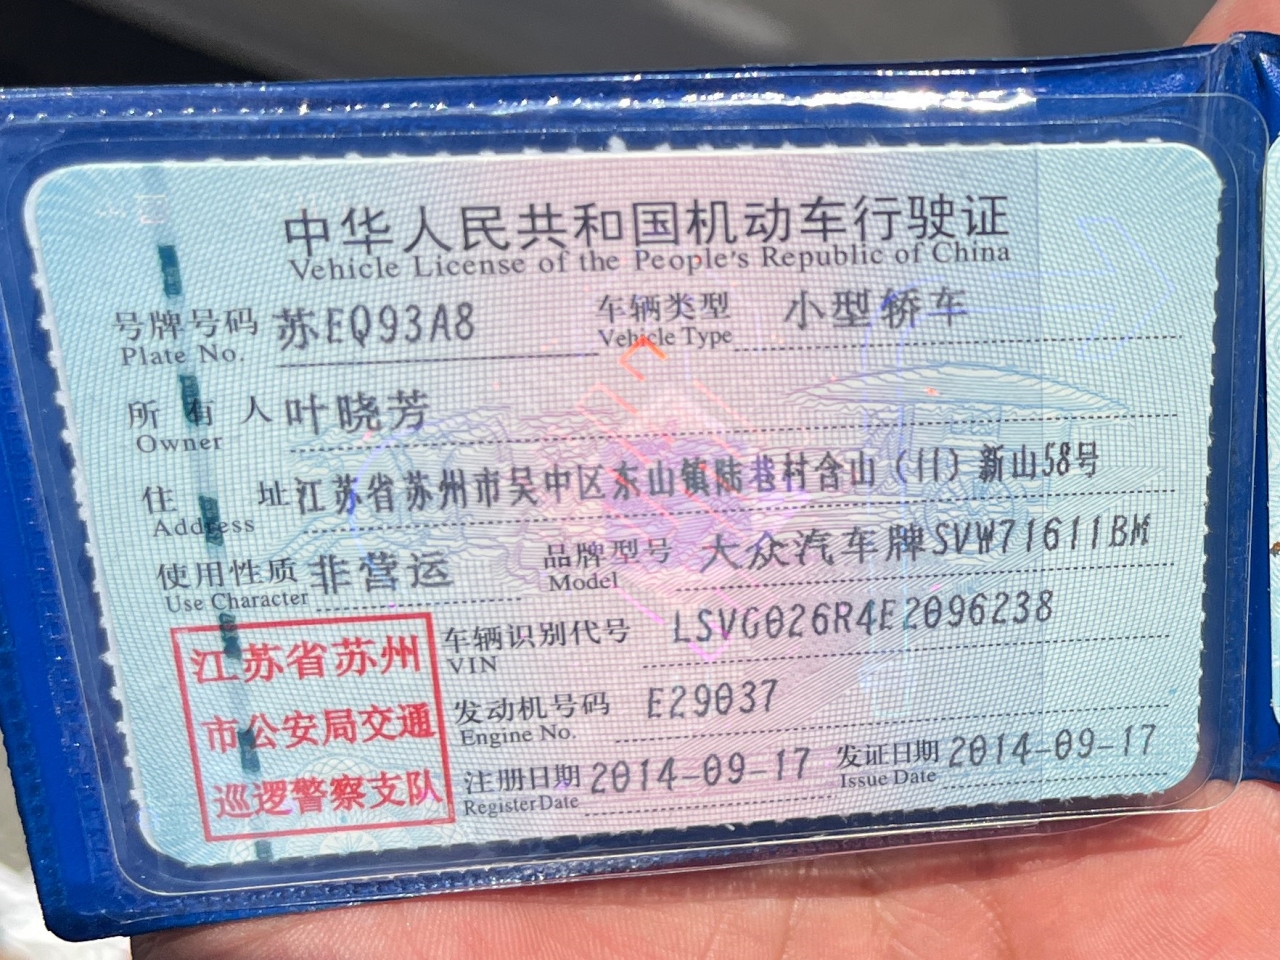 中华人民共和国机动车行驶证
Vehicle License of the People's Republic of China
号牌号码 苏EQ93A8 车辆类型 小型轿车
Plate No. Vehicle Type
所有人 叶晓芳
Owner
住址 江苏省苏州市吴中区东山镇陆巷村含山(11)新山58号
Address
使用性质 非营运 品牌型号 大众汽车牌SVW71611BM
Use Character Model
江苏省苏州
市公安局交通
巡逻警察支队
车辆识别代号 LSVG026R4E2096238
VIN
发动机号码 E29037
Engine No.
注册日期 2014-09-17 发证日期 2014-09-17
Register Date Issue Date